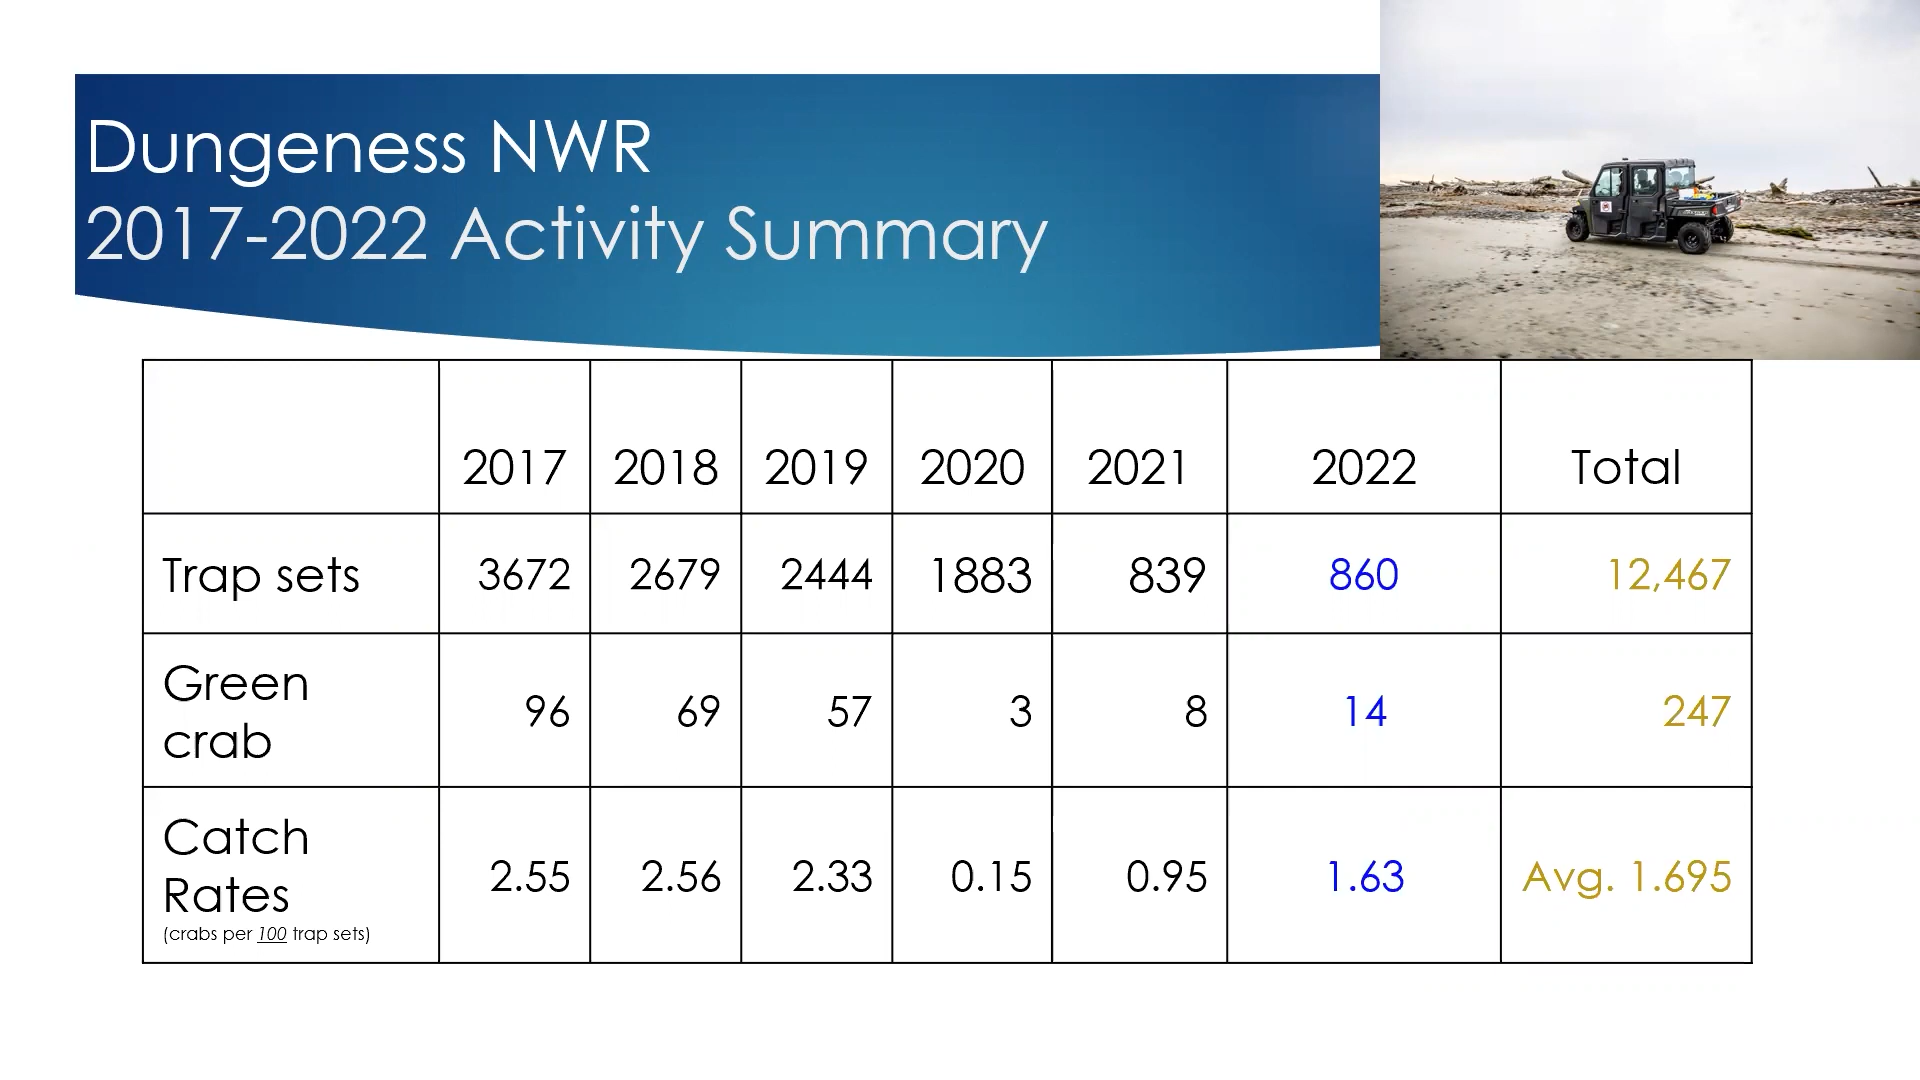 Dungeness NWR
2017-2022 Activity Summary
2017 2018 2019 2020 2021 2022 Total
Trap sets 3672 2679 2444 1883 839 860 12,467
Green
crab 96 69 57 3 8 14 247
Catch
Rates 2.55 2.56 2.33 0.15 0.95 1.63 Avg. 1.695
(crabs per 100 trap sets)